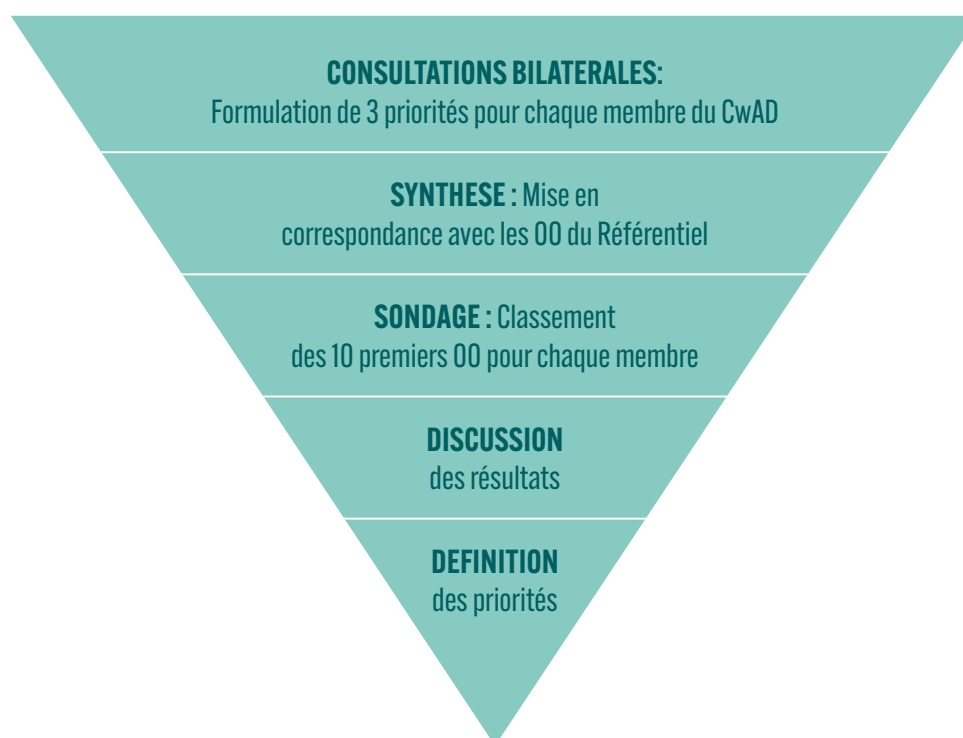 CONSULTATIONS BILATERALES:
Formulation de 3 priorités pour chaque membre du CwAD
SYNTHESE : Mise en
correspondance avec les OO du Référentiel
SONDAGE : Classement
des 10 premiers OO pour chaque membre
DISCUSSION
des résultats
DEFINITION
des priorités